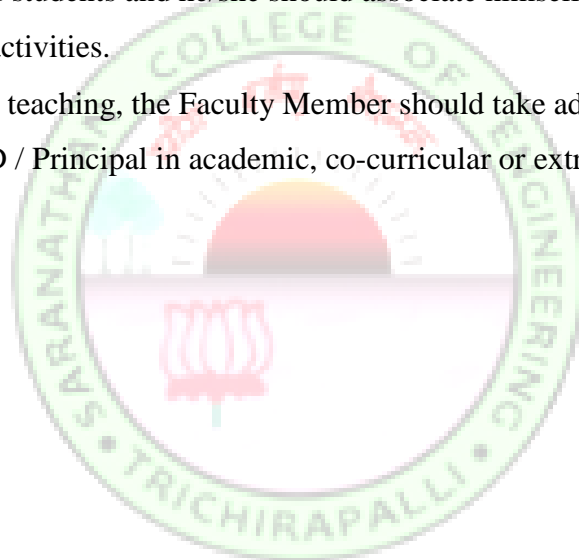 students and he/she should associate himself
activities.
teaching, the Faculty Member should take ad
/ Principal in academic, co-curricular or extr
SARANATHAN COLLEGE OF ENGINEERING
• TRICHIRAPALLI •